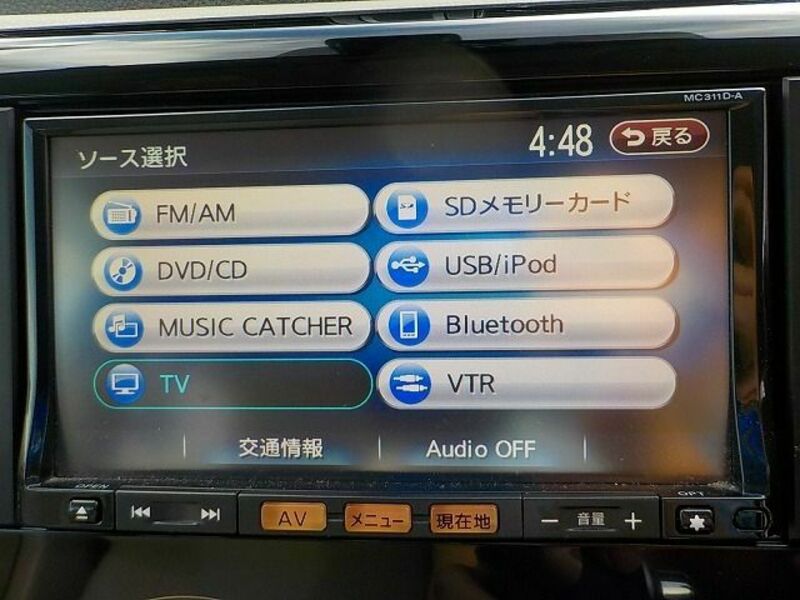 MC311D-A
ソース選択 4:48 戻る
FM/AM SDメモリーカード
DVD/CD USB/iPod
MUSIC CATCHER Bluetooth
TV VTR
交通情報 Audio OFF
OPEN OPT
AV メニュー 現在地 − 音量 +